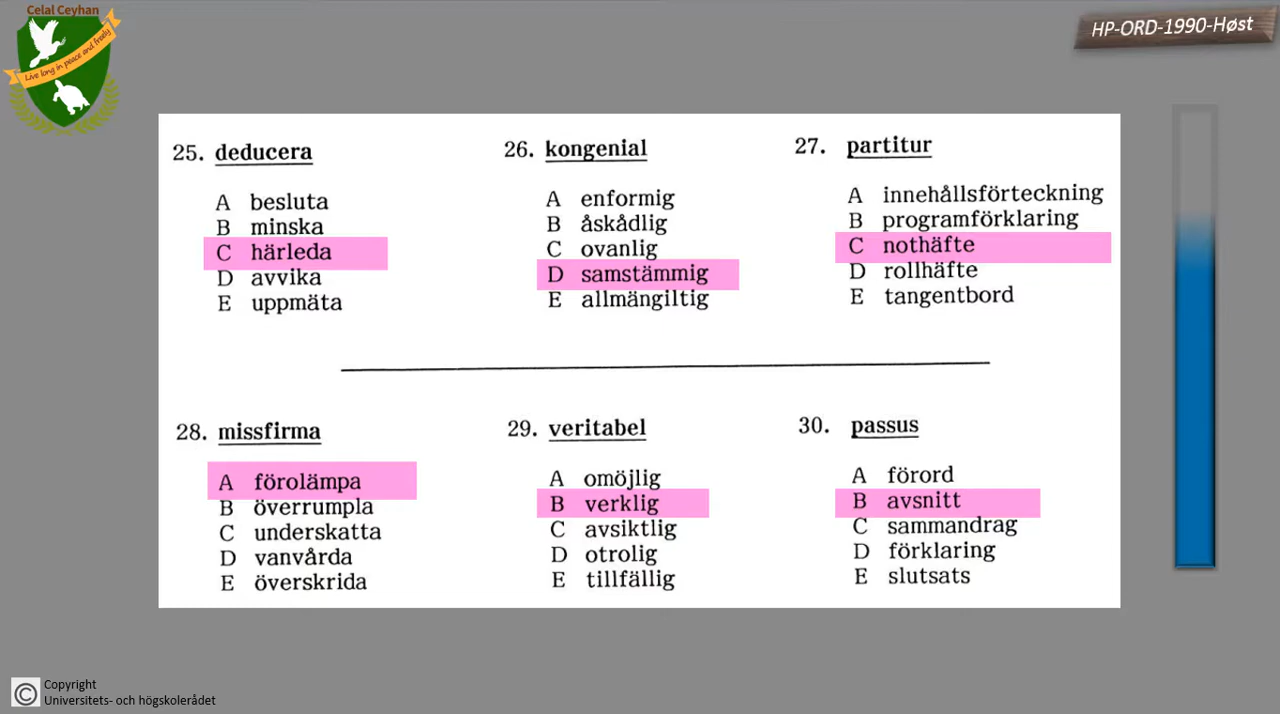 Celal Ceyhan
Live long in peace and frody
HP-ORD-1990-Høst
25. deducera
A besluta
B minska
C härleda
D avvika
E uppmäta
26. kongenial
A enformig
B åskådlig
C ovanlig
D samstämmig
E allmängiltig
27. partitur
A innehållsförteckning
B programförklaring
C nothäfte
D rollhäfte
E tangentbord
28. missfirma
A förolämpa
B överrumpla
C underskatta
D vanvårda
E överskrida
29. veritabel
A omöjlig
B verklig
C avsiktlig
D otrolig
E tillfällig
30. passus
A förord
B avsnitt
C sammandrag
D förklaring
E slutsats
© Copyright
Universitets- och högskolerådet